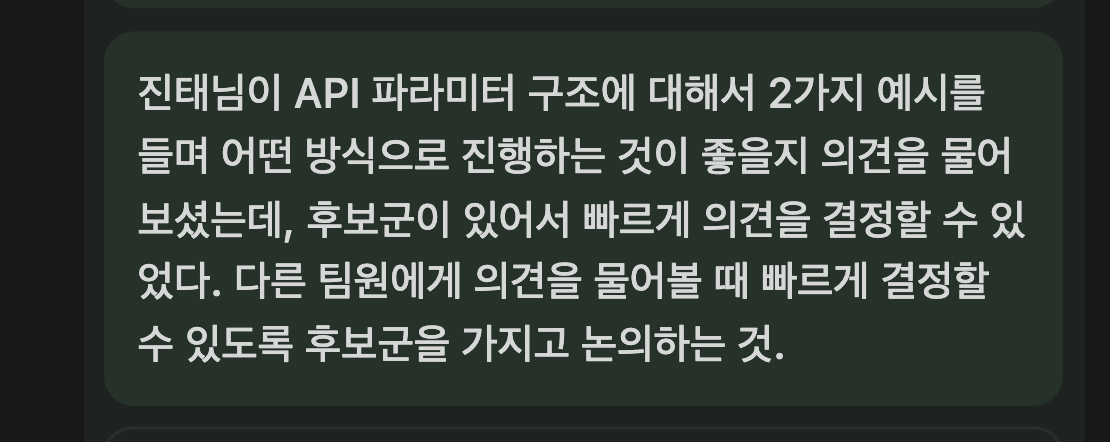 진태님이 API 파라미터 구조에 대해서 2가지 예시를
들며 어떤 방식으로 진행하는 것이 좋을지 의견을 물어
보셨는데, 후보군이 있어서 빠르게 의견을 결정할 수 있
었다. 다른 팀원에게 의견을 물어볼 때 빠르게 결정할
수 있도록 후보군을 가지고 논의하는 것.